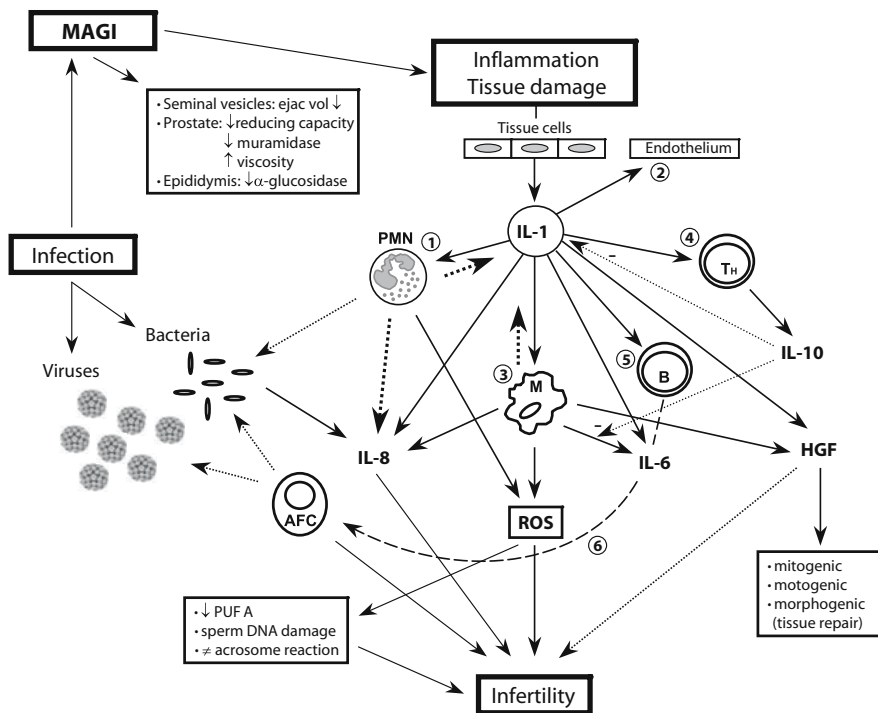 MAGI
Inflammation
Tissue damage
• Seminal vesicles: ejac vol ↓
• Prostate: ↓reducing capacity
↓ muramidase
↑ viscosity
• Epididymis: ↓α-glucosidase
Tissue cells
Endothelium
②
IL-1
PMN
①
④
TH
–
Infection
Bacteria
Viruses
IL-10
③
M
⑤
B
–
IL-8
IL-6
HGF
AFC
ROS
⑥
• mitogenic
• motogenic
• morphogenic
(tissue repair)
• ↓ PUF A
• sperm DNA damage
• ≠ acrosome reaction
Infertility